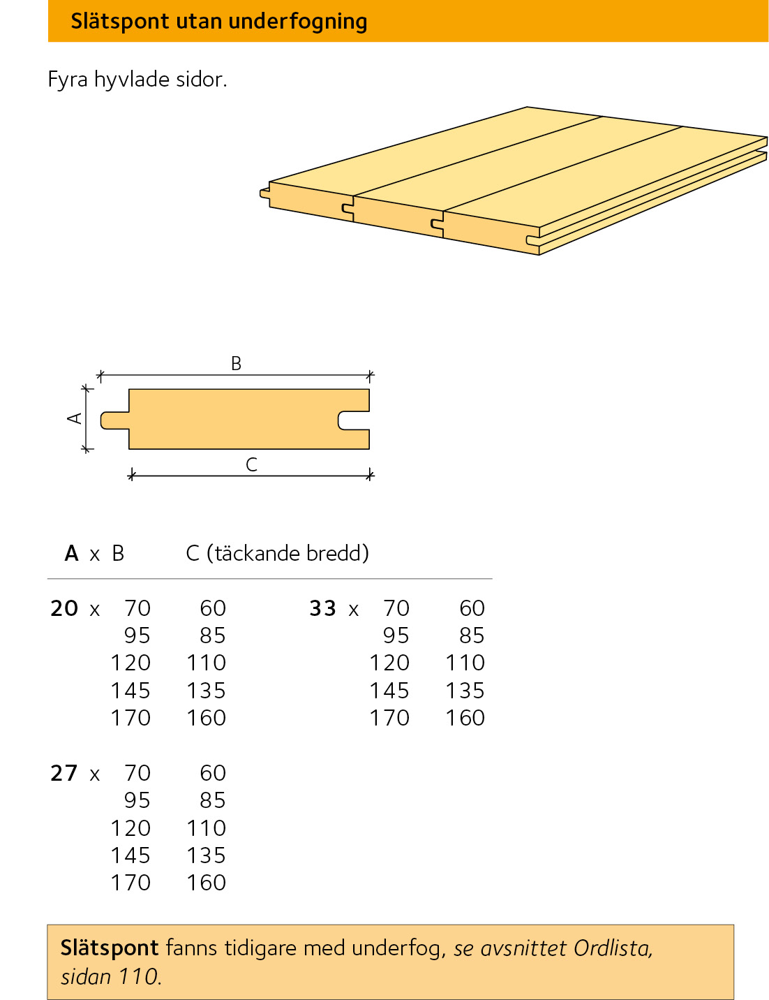 Slätspont utan underfogning
Fyra hyvlade sidor.
B
A
C
A x B C (täckande bredd)
20 x 70 60
95 85
120 110
145 135
170 160
33 x 70 60
95 85
120 110
145 135
170 160
27 x 70 60
95 85
120 110
145 135
170 160
Slätspont fanns tidigare med underfog, se avsnittet Ordlista,
sidan 110.